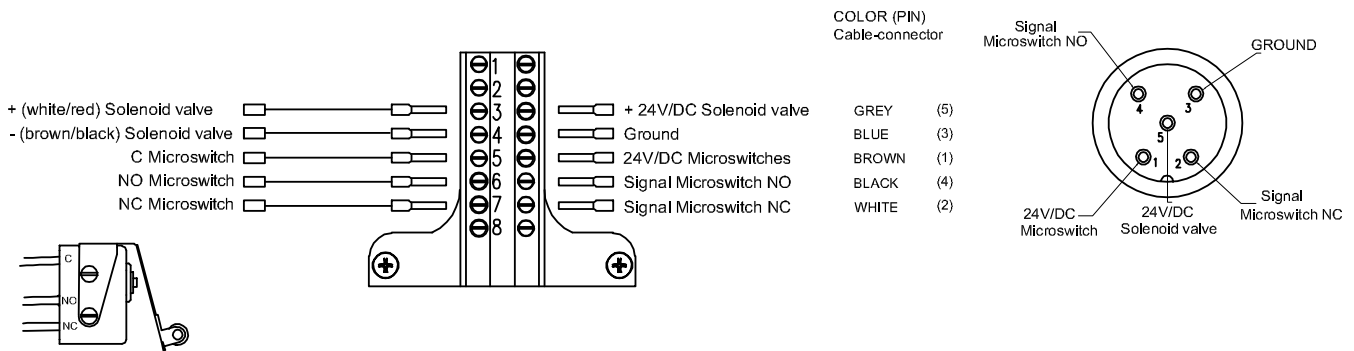 COLOR (PIN)
Cable-connector
1
2
+ (white/red) Solenoid valve 3 + 24V/DC Solenoid valve GREY (5)
- (brown/black) Solenoid valve 4 Ground BLUE (3)
C Microswitch 5 24V/DC Microswitches BROWN (1)
NO Microswitch 6 Signal Microswitch NO BLACK (4)
NC Microswitch 7 Signal Microswitch NC WHITE (2)
8
C
NO
NC
Signal
Microswitch NO
GROUND
4 3
5
1 2
24V/DC
Microswitch
24V/DC
Solenoid valve
Signal
Microswitch NC